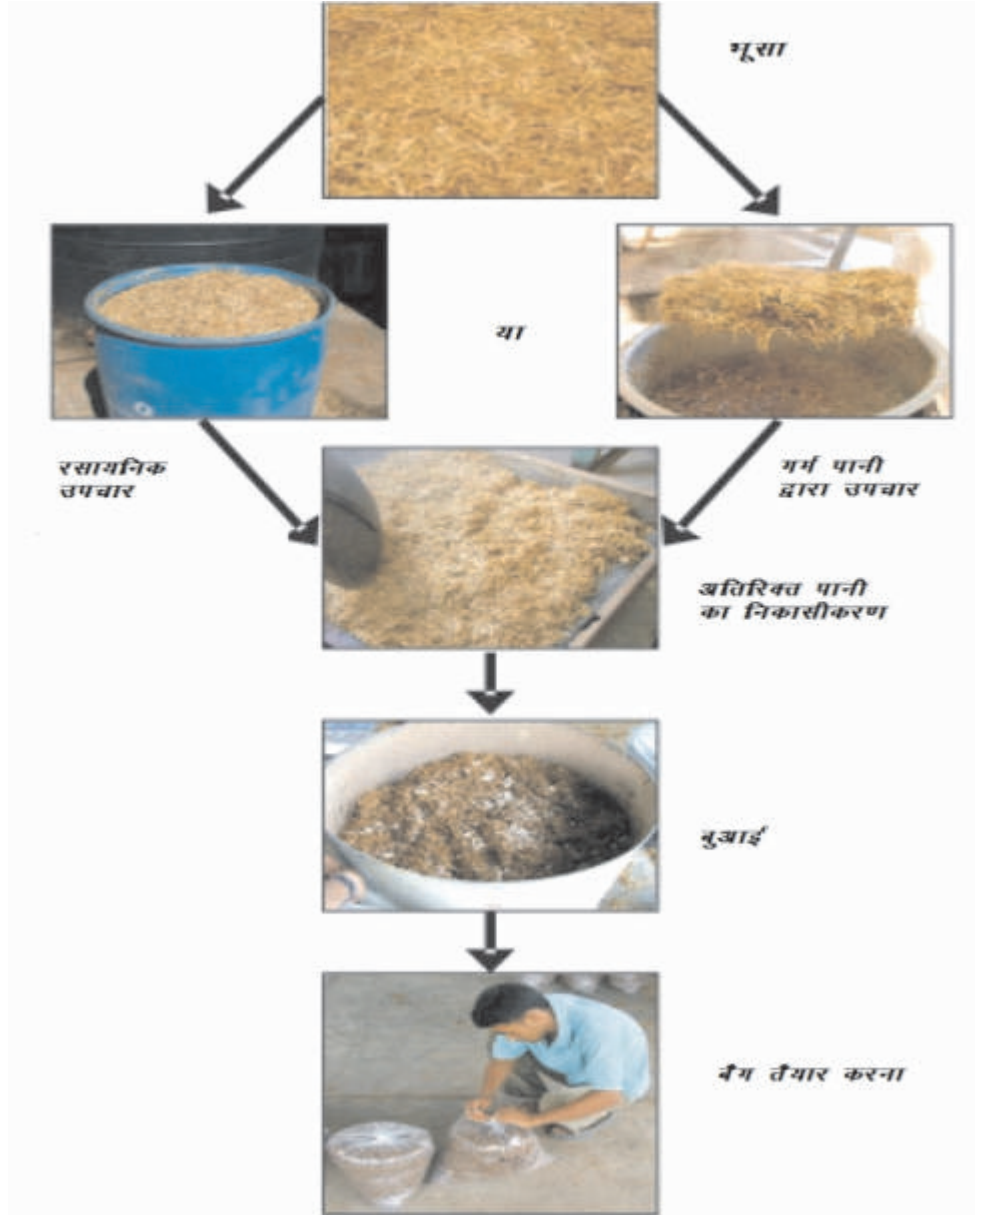 भूसा
या
रसायनिक
उपचार
गर्म पानी
द्वारा उपचार
अतिरिक्त पानी
का निकासीकरण
बुआई
बैग तैयार करना